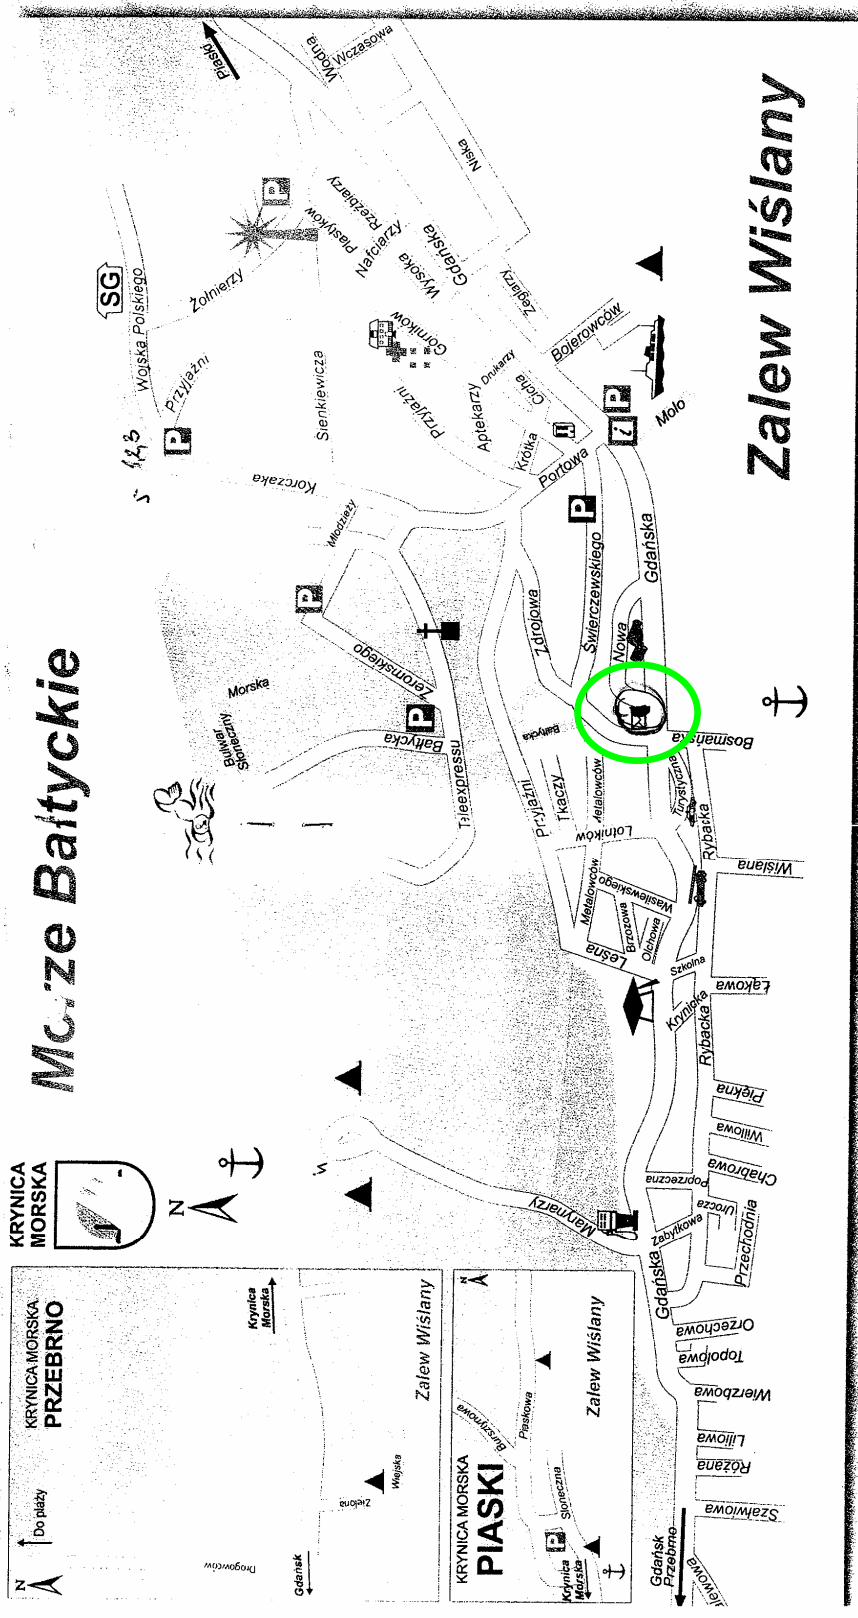 Morze Bałtyckie
Zalew Wiślany
KRYNICA
MORSKA
N
Piaski
Wodna
Wczasowa
Niska
P
Rzeźbiarzy
Plastyków
Nafciarzy
Wysoka
Gdańska
SG
Wojska Polskiego
Żołnierzy
Przyjaźni
P
Sienkiewicza
Górników
Przyjaźni
Aptekarzy
Drukarzy
Cicha
Krótka
Żeglarzy
Bojerowców
P
i
Molo
Portowa
P
Korczaka
Młodzieży
P
Żeromskiego
Morska
Bulwar
Słoneczny
P
Bałtycka
Teleexpressu
Zdrojowa
Świerczewskiego
Gdańska
Nowa
Bałtycka
Przyjaźni
Tkaczy
Metalowców
Lotników
Turystyczna
Bosmańska
Rybacka
Wiślana
Metalowców
Wasilewskiego
Brzozowa
Olchowa
Leśna
Szkolna
Krynicka
Łąkowa
Rybacka
Piękna
Willowa
Chabrowa
Poprzeczna
Urocza
Zabytkowa
Przechodnia
Marynarzy
Gdańska
Orzechowa
Topolowa
Wierzbowa
Liliowa
Różana
Szałwiowa
Gdańsk
Przebrno
KRYNICA MORSKA
PRZEBRNO
N
Do plaży
Krynica
Morska
Zalew Wiślany
Zielona
Wiejska
Drogowców
Gdańsk
KRYNICA MORSKA
PIASKI
N
Bursztynowa
Piaskowa
Słoneczna
P
Zalew Wiślany
Krynica
Morska